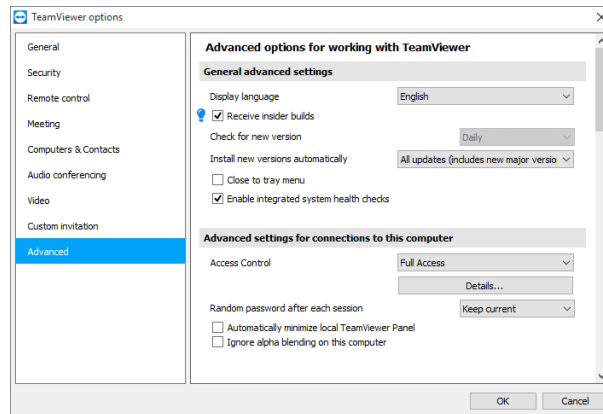 TeamViewer options
General
Security
Remote control
Meeting
Computers & Contacts
Audio conferencing
Video
Custom invitation
Advanced
Advanced options for working with TeamViewer
General advanced settings
Display language English
Receive insider builds
Check for new version Daily
Install new versions automatically All updates (includes new major versio
Close to tray menu
Enable integrated system health checks
Advanced settings for connections to this computer
Access Control Full Access
Details...
Random password after each session Keep current
Automatically minimize local TeamViewer Panel
Ignore alpha blending on this computer
OK Cancel